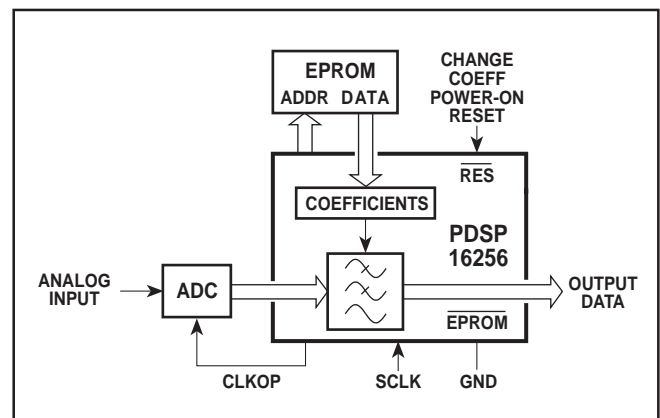 EPROM
ADDR DATA
CHANGE
COEFF
POWER-ON
RESET
RES
COEFFICIENTS
PDSP
16256
ANALOG
INPUT
ADC
OUTPUT
DATA
EPROM
CLKOP
SCLK
GND